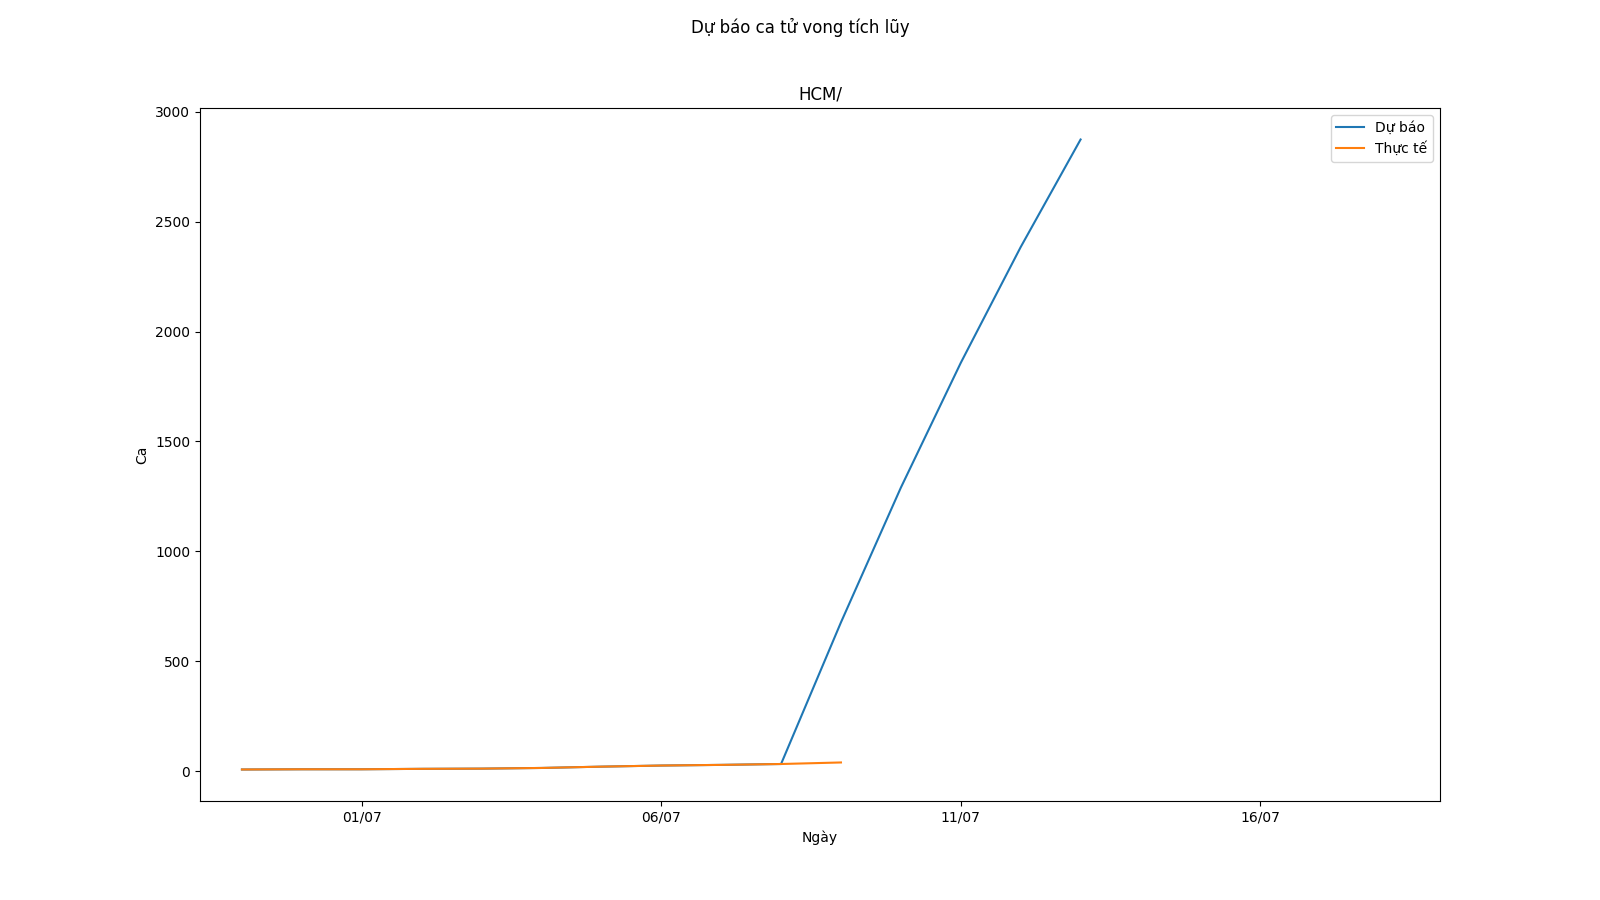 Dự báo ca tử vong tích lũy
HCM/
3000
2500
2000
1500
1000
500
0
Ca
01/07
06/07
11/07
16/07
Ngày
Dự báo
Thực tế